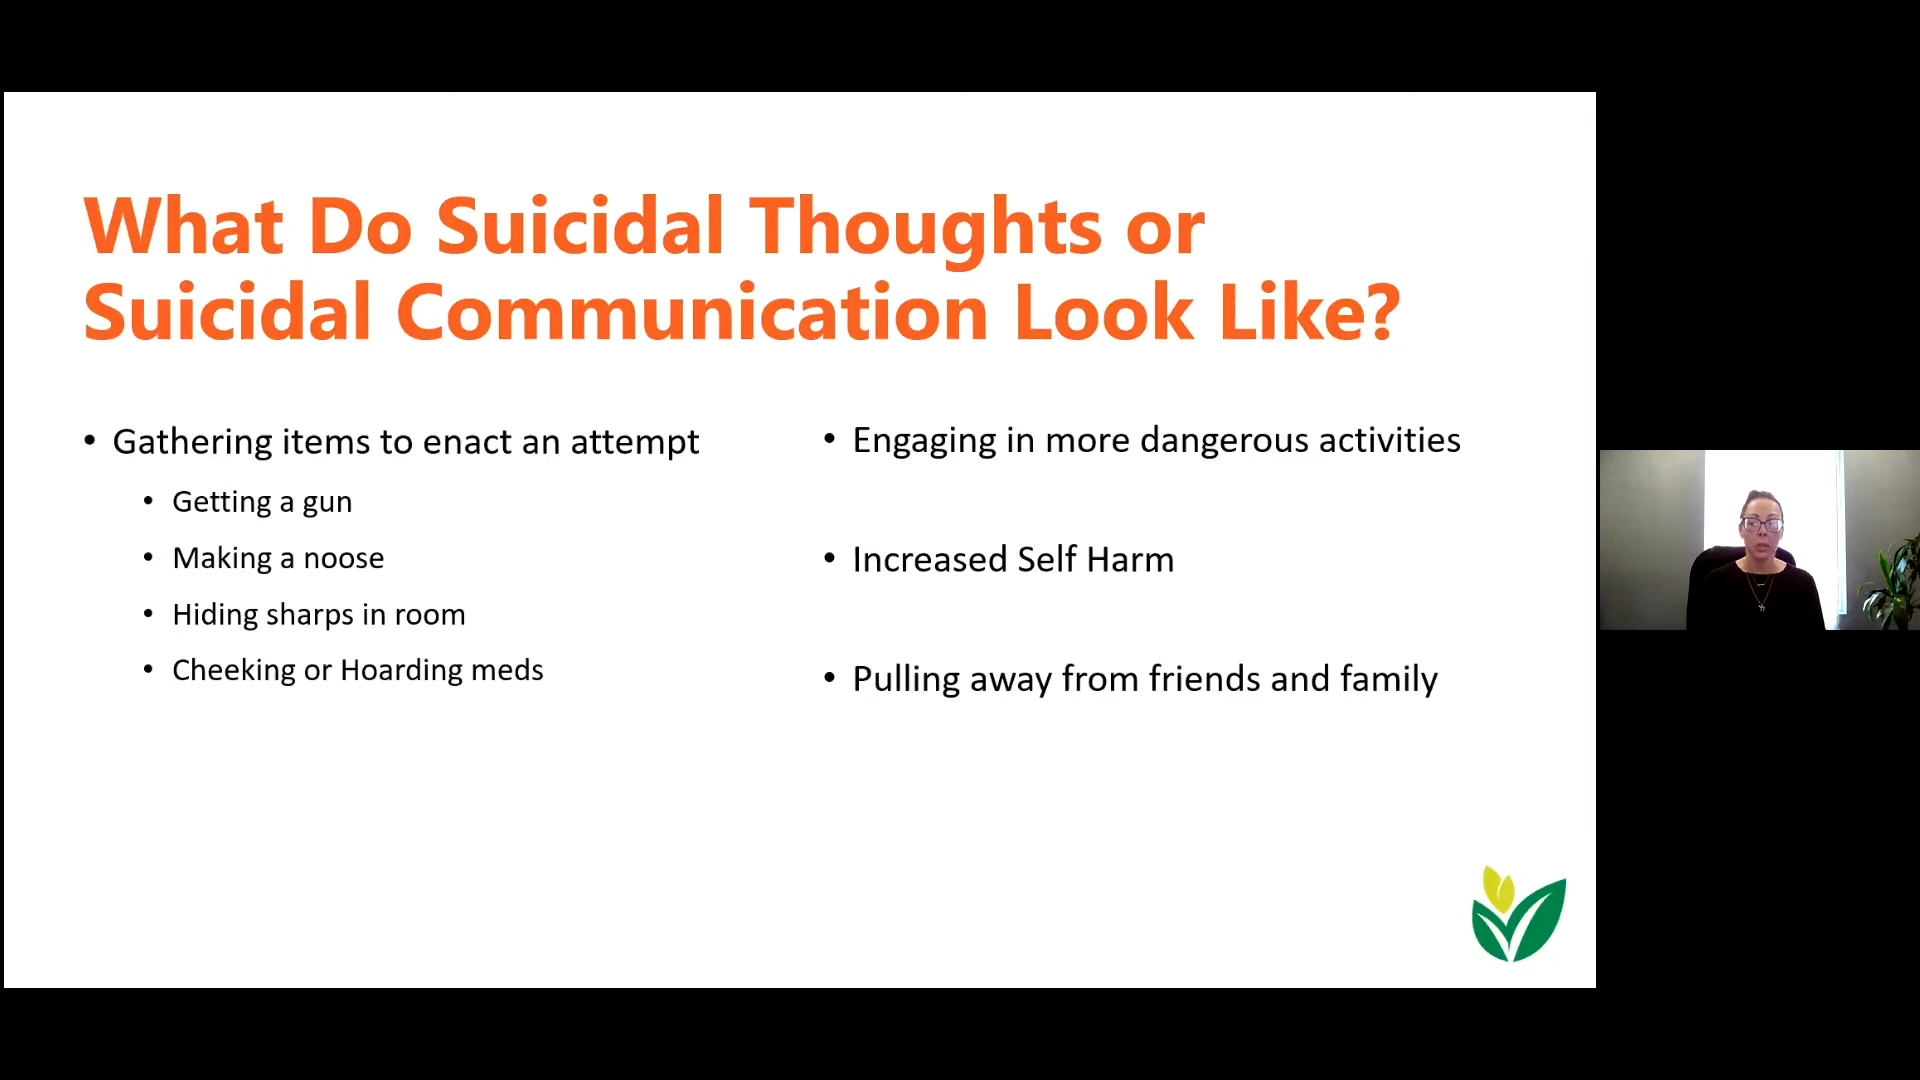 What Do Suicidal Thoughts or
Suicidal Communication Look Like?
• Gathering items to enact an attempt
• Getting a gun
• Making a noose
• Hiding sharps in room
• Cheeking or Hoarding meds
• Engaging in more dangerous activities
• Increased Self Harm
• Pulling away from friends and family